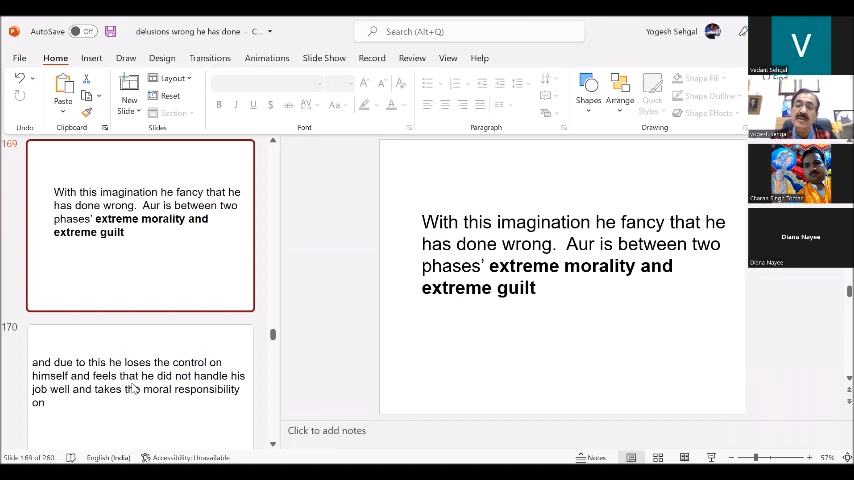 AutoSave Off delusions wrong he has done - C... Search (Alt+Q) Yogesh Sehgal
File Home Insert Draw Design Transitions Animations Slide Show Record Review View Help
Undo
Paste
Clipboard
New
Slide
Layout
Reset
Section
Slides
B I U S ab AV Aa A
Font
Paragraph
Shapes Arrange Quick
Styles
Shape Fill
Shape Outline
Shape Effects
Drawing
V
Vedant Sehgal
yogesh sehgal
Charan Singh Tomar
Diana Nayee
Diana Nayee
169
With this imagination he fancy that he
has done wrong. Aur is between two
phases’ extreme morality and
extreme guilt
170
and due to this he loses the control on
himself and feels that he did not handle his
job well and takes the moral responsibility
on
With this imagination he fancy that he
has done wrong. Aur is between two
phases’ extreme morality and
extreme guilt
Click to add notes
Slide 169 of 260 English (India) Accessibility: Unavailable Notes 57%